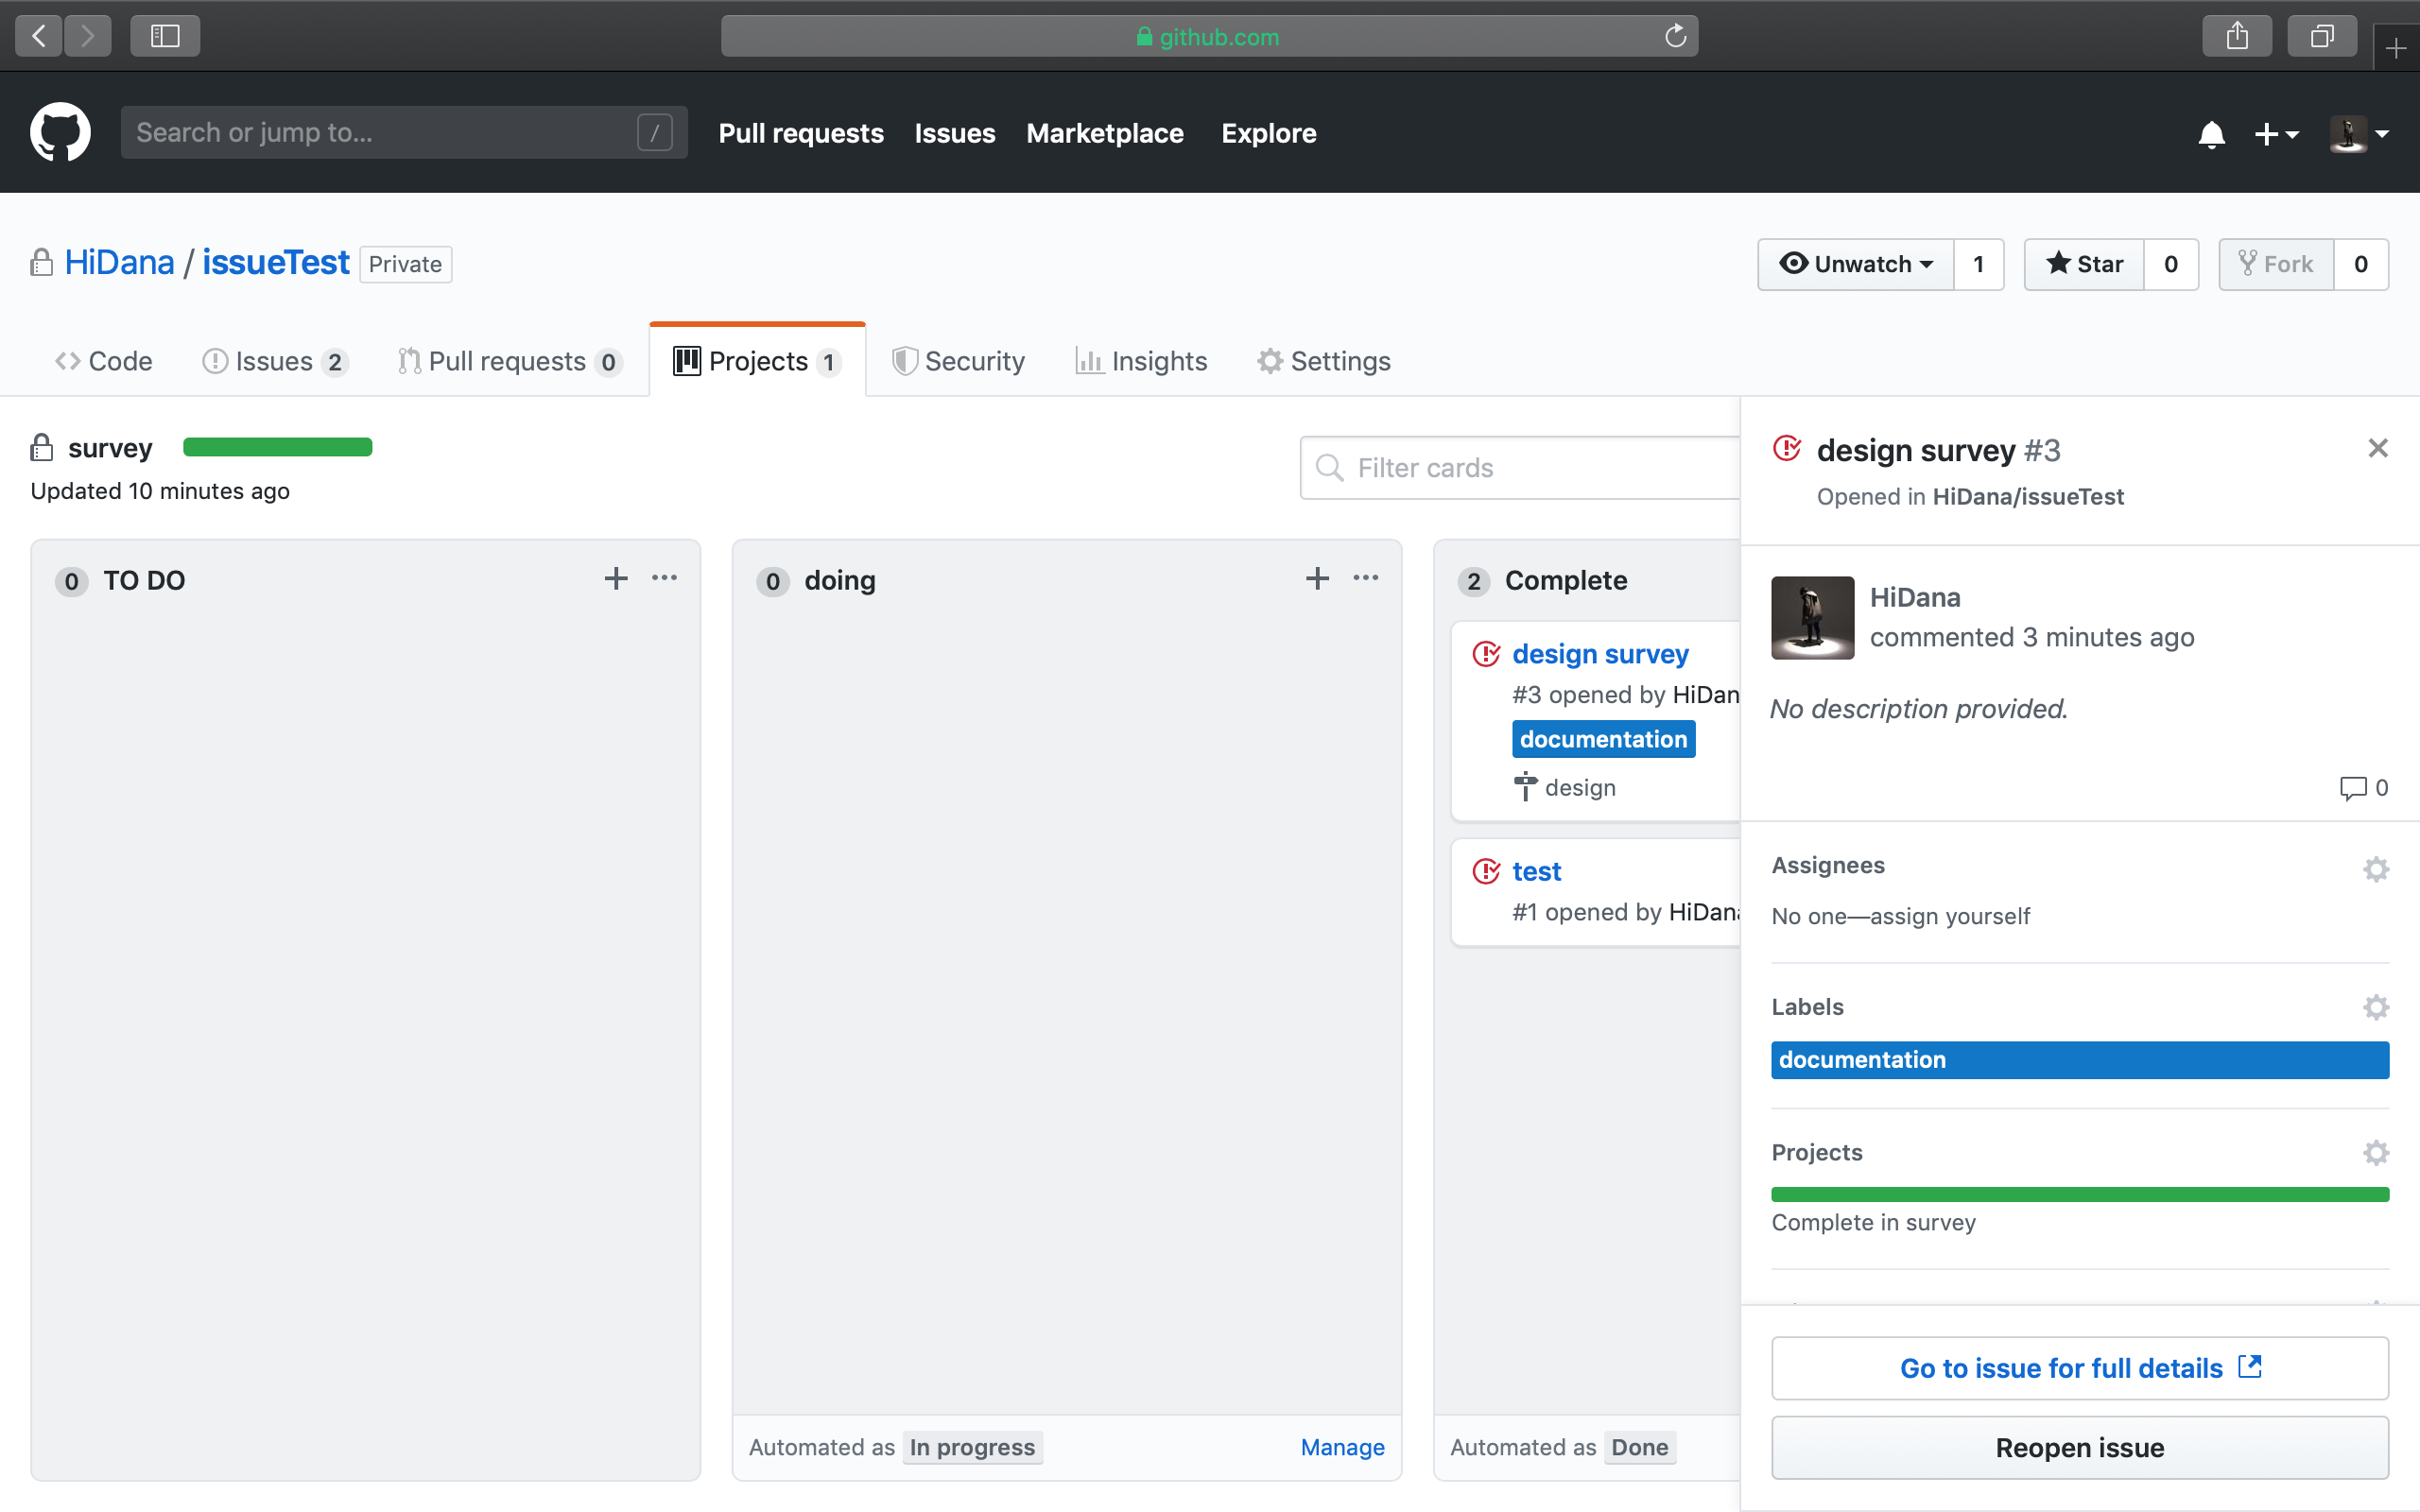 github.com
Search or jump to... /
Pull requests Issues Marketplace Explore
HiDana / issueTest Private
Unwatch 1 Star 0 Fork 0
Code Issues 2 Pull requests 0 Projects 1 Security Insights Settings
survey
Updated 10 minutes ago
Filter cards
0 TO DO
0 doing
Automated as In progress Manage
2 Complete
design survey
#3 opened by HiDan
documentation
design
test
#1 opened by HiDana
Automated as Done
design survey #3
Opened in HiDana/issueTest
HiDana
commented 3 minutes ago
No description provided.
0
Assignees
No one—assign yourself
Labels
documentation
Projects
Complete in survey
Go to issue for full details
Reopen issue